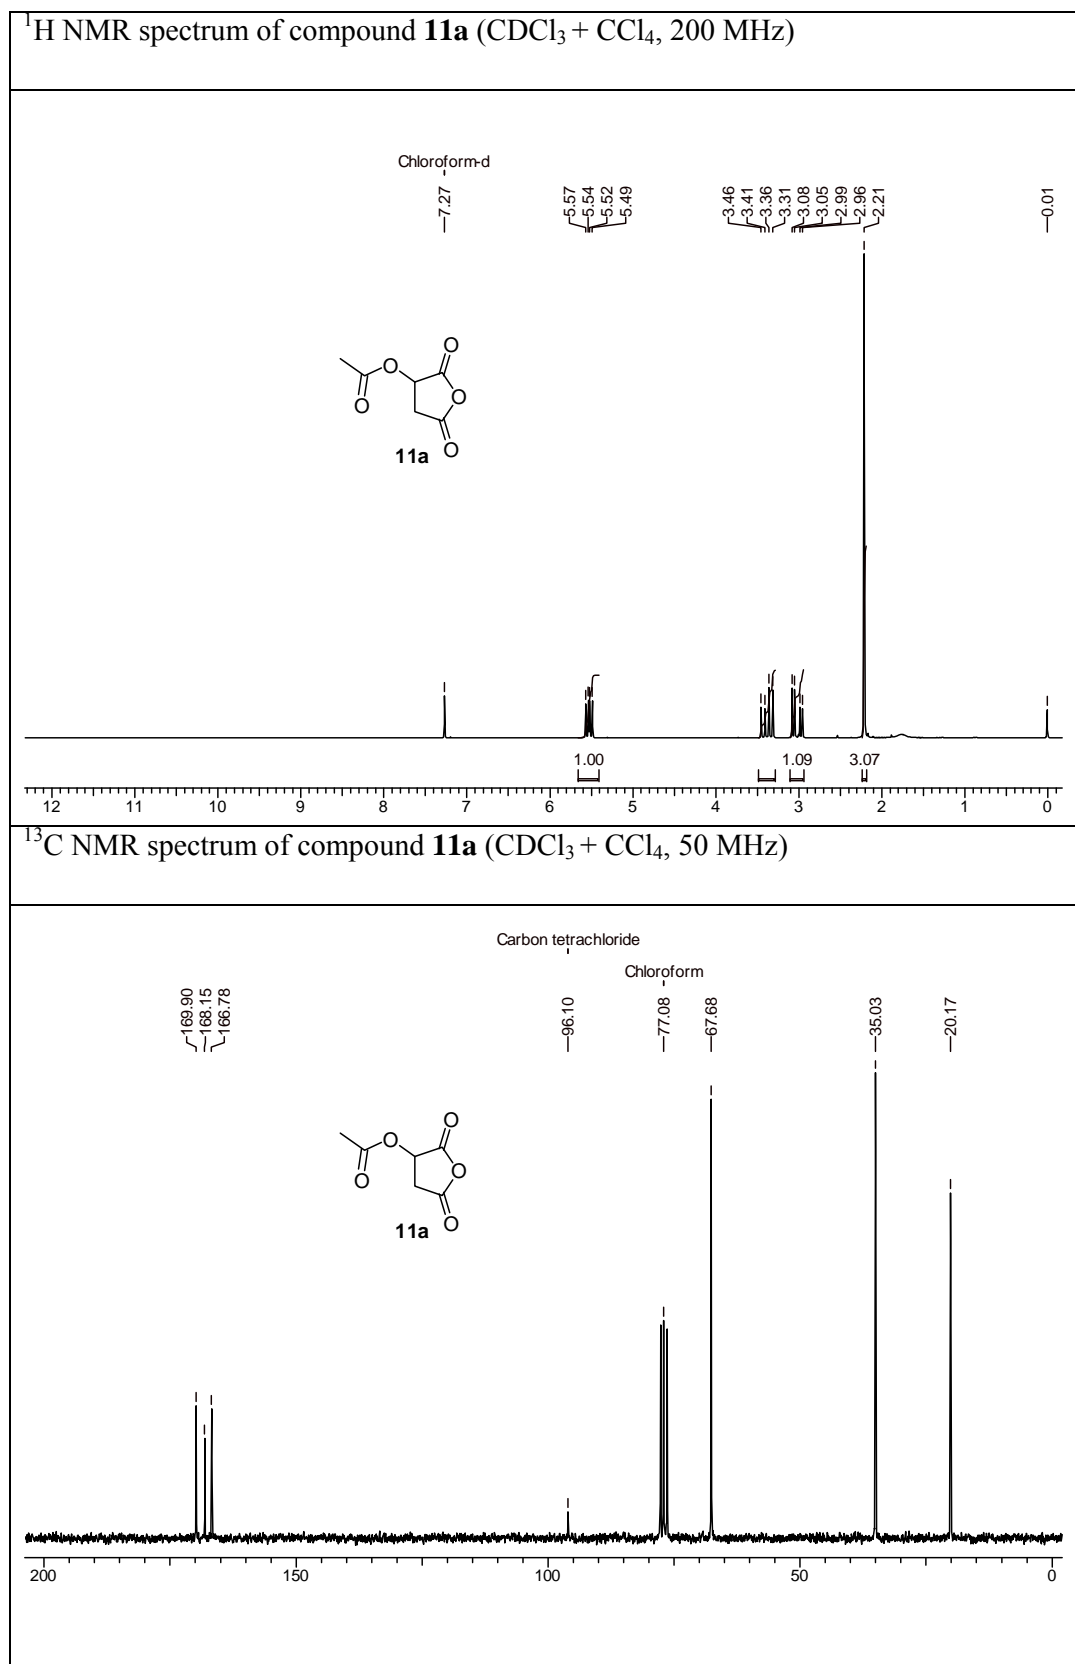 ¹H NMR spectrum of compound 11a (CDCl₃ + CCl₄, 200 MHz)
Chloroform-d
7.27
5.57
5.54
5.52
5.49
3.46
3.41
3.36
3.31
3.08
3.05
2.99
2.96
2.21
0.01
O
O
O
O
O
11a
1.00
1.09
3.07
12 11 10 9 8 7 6 5 4 3 2 1 0
¹³C NMR spectrum of compound 11a (CDCl₃ + CCl₄, 50 MHz)
Carbon tetrachloride
Chloroform
169.90
168.15
166.78
96.10
77.08
67.68
35.03
20.17
O
O
O
O
O
11a
200 150 100 50 0